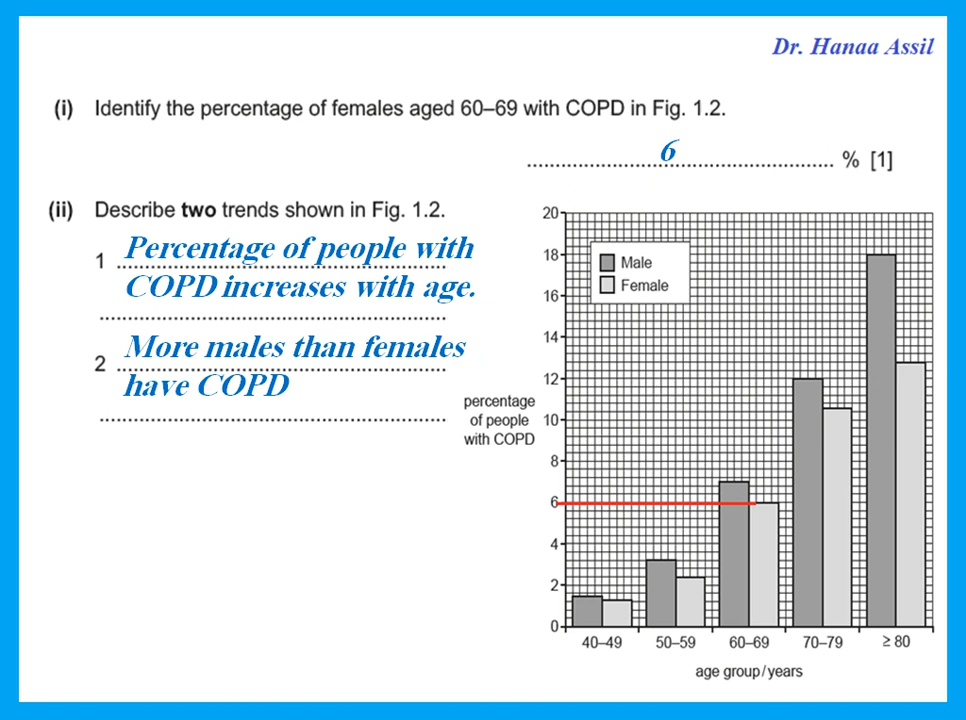 Dr. Hanaa Assil
(i) Identify the percentage of females aged 60–69 with COPD in Fig. 1.2.
6
.................................................... % [1]
(ii) Describe two trends shown in Fig. 1.2.
1 Percentage of people with
COPD increases with age.
2 More males than females
have COPD
percentage
of people
with COPD
20
18
16
14
12
10
8
6
4
2
0
Male
Female
40–49 50–59 60–69 70–79 ≥ 80
age group/years